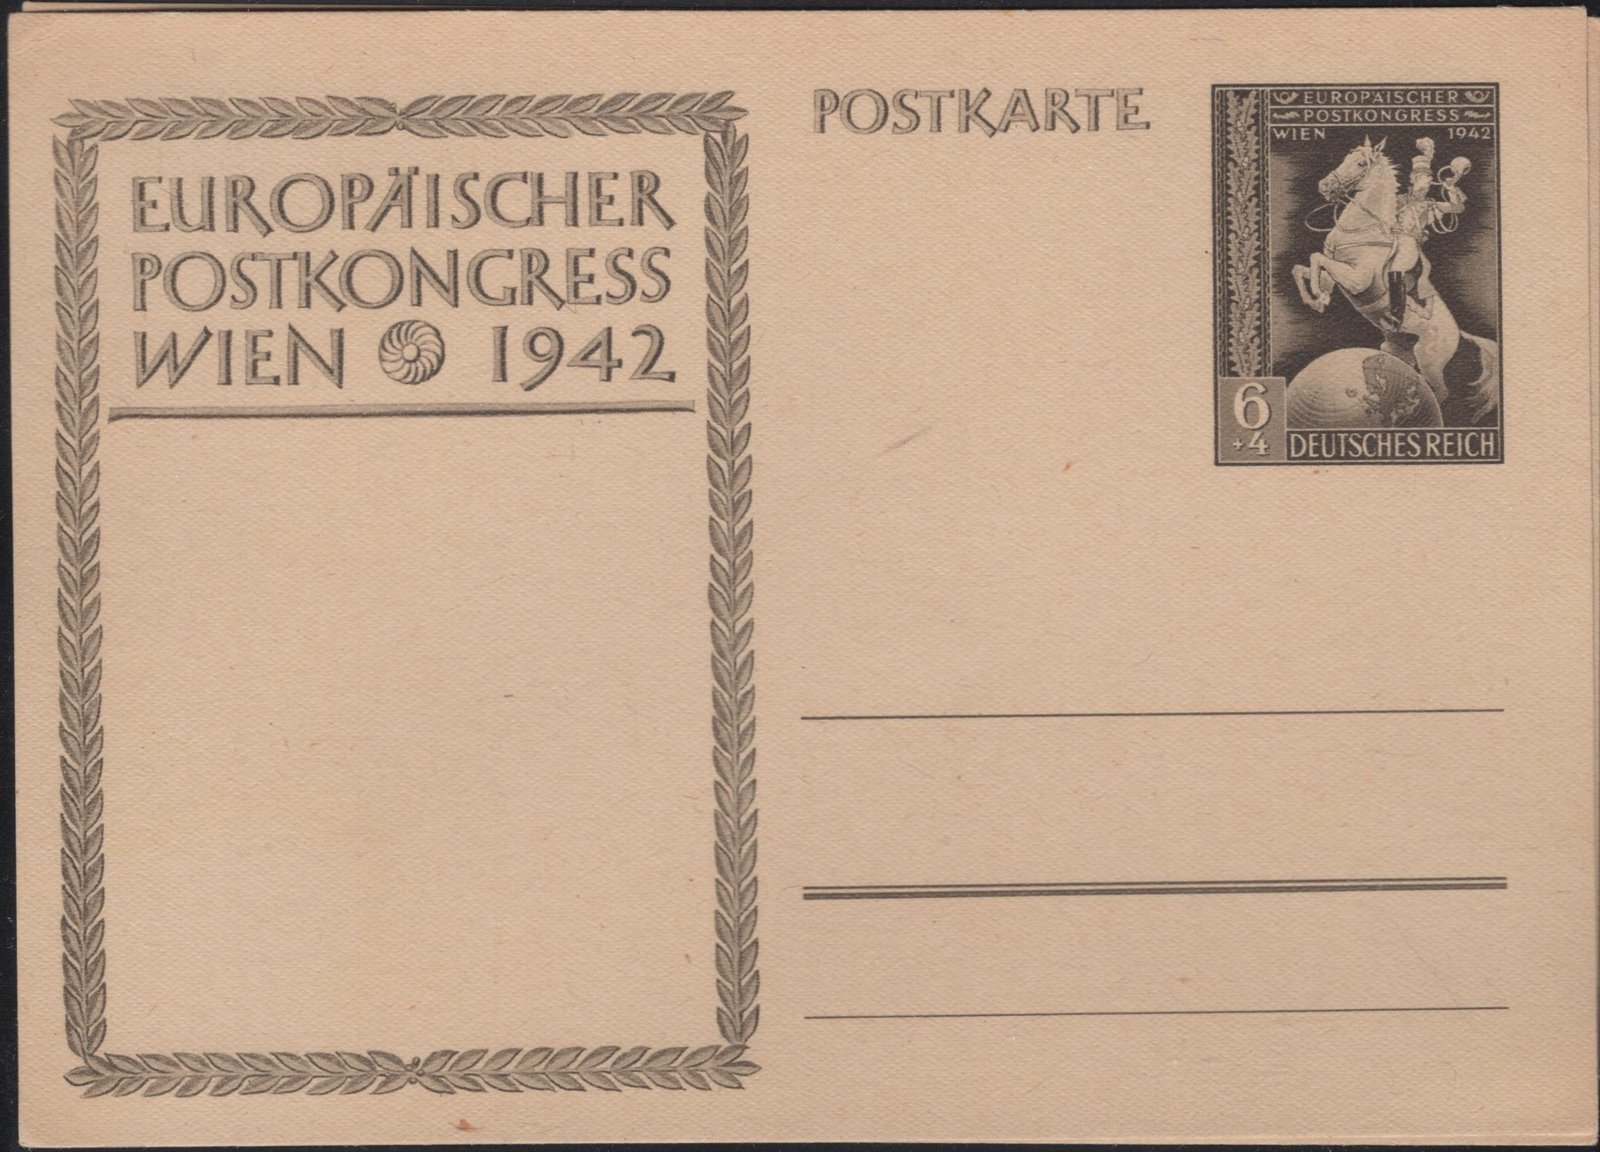 EUROPÄISCHER
POSTKONGRESS
WIEN 1942
POSTKARTE
EUROPÄISCHER
POSTKONGRESS
WIEN 1942
6
+4
DEUTSCHES REICH